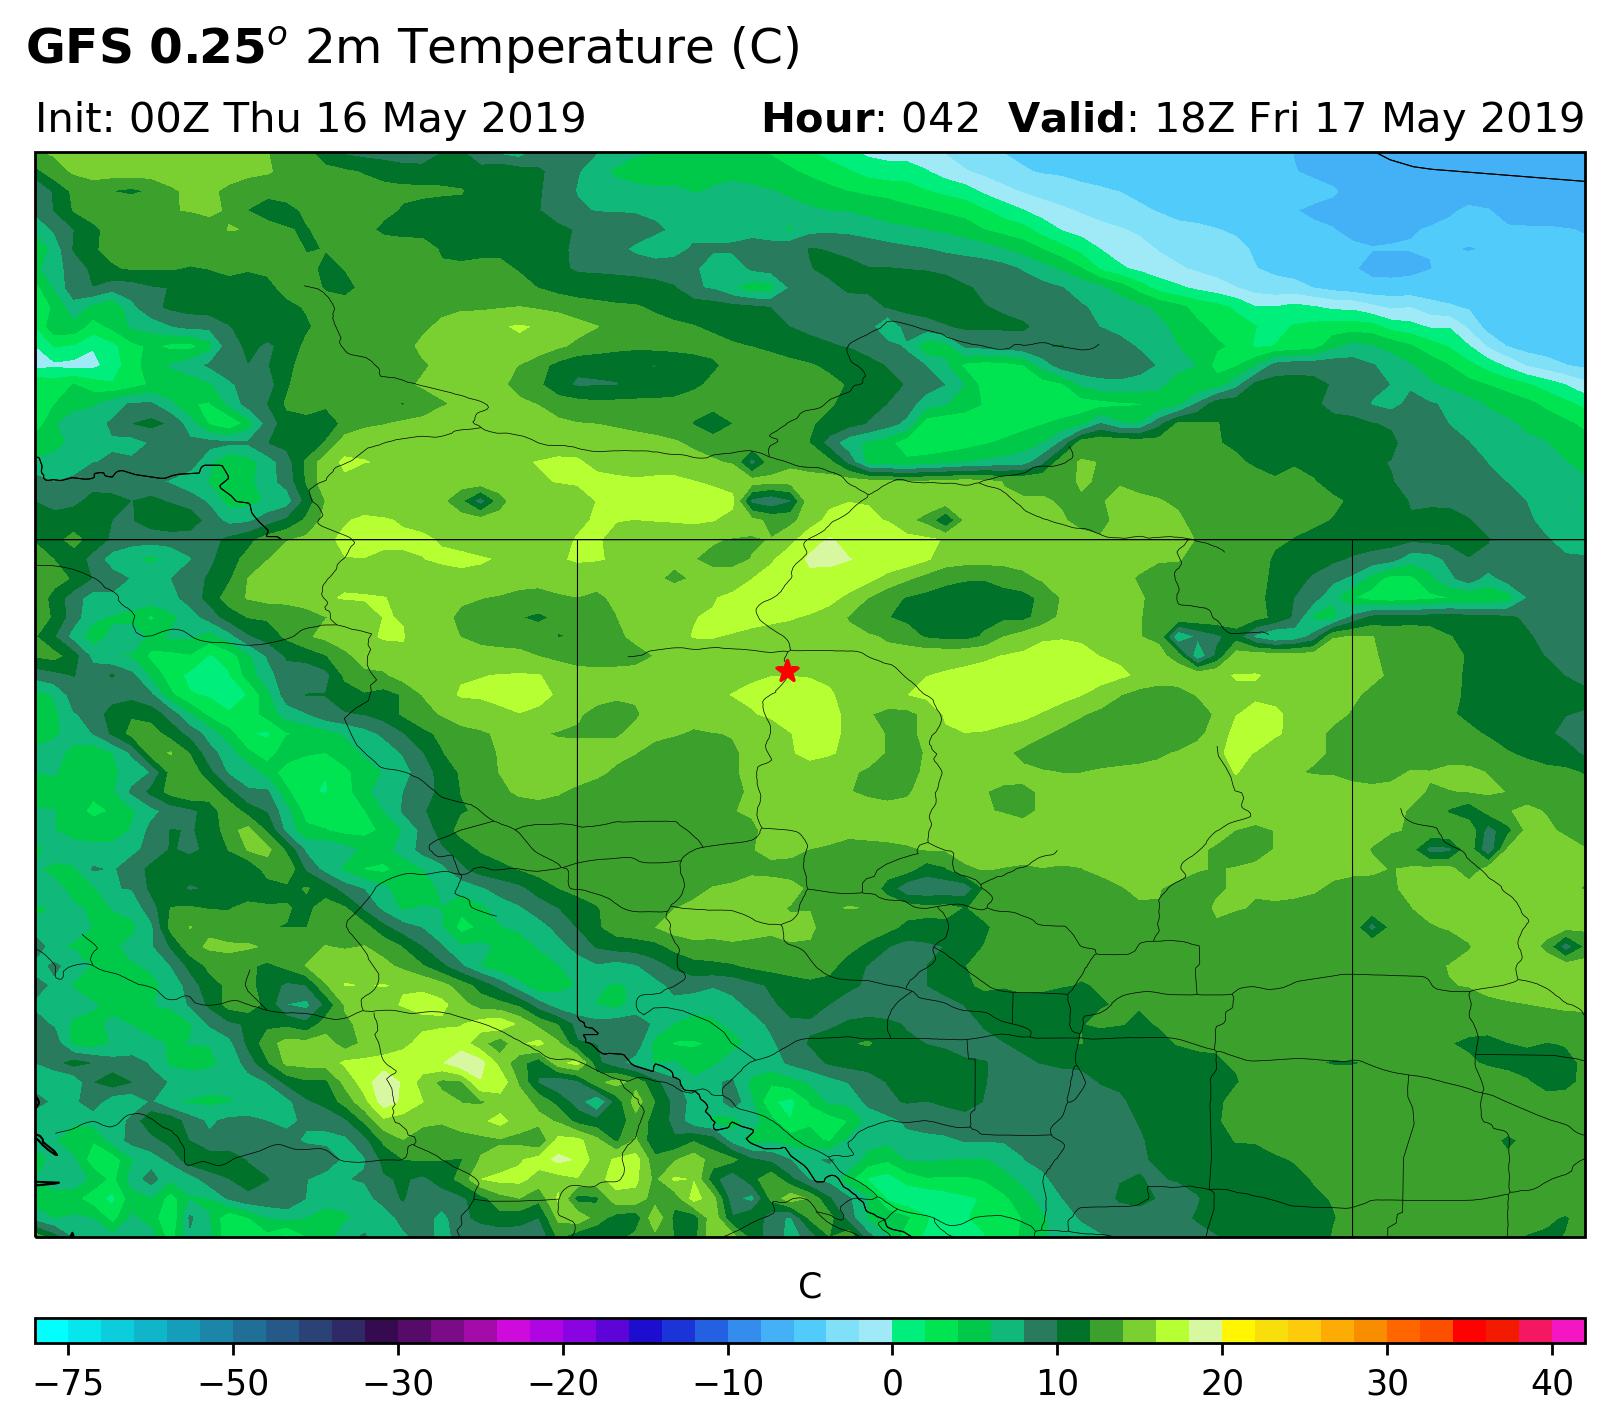 GFS 0.25° 2m Temperature (C)
Init: 00Z Thu 16 May 2019 Hour: 042 Valid: 18Z Fri 17 May 2019
C
−75 −50 −30 −20 −10 0 10 20 30 40